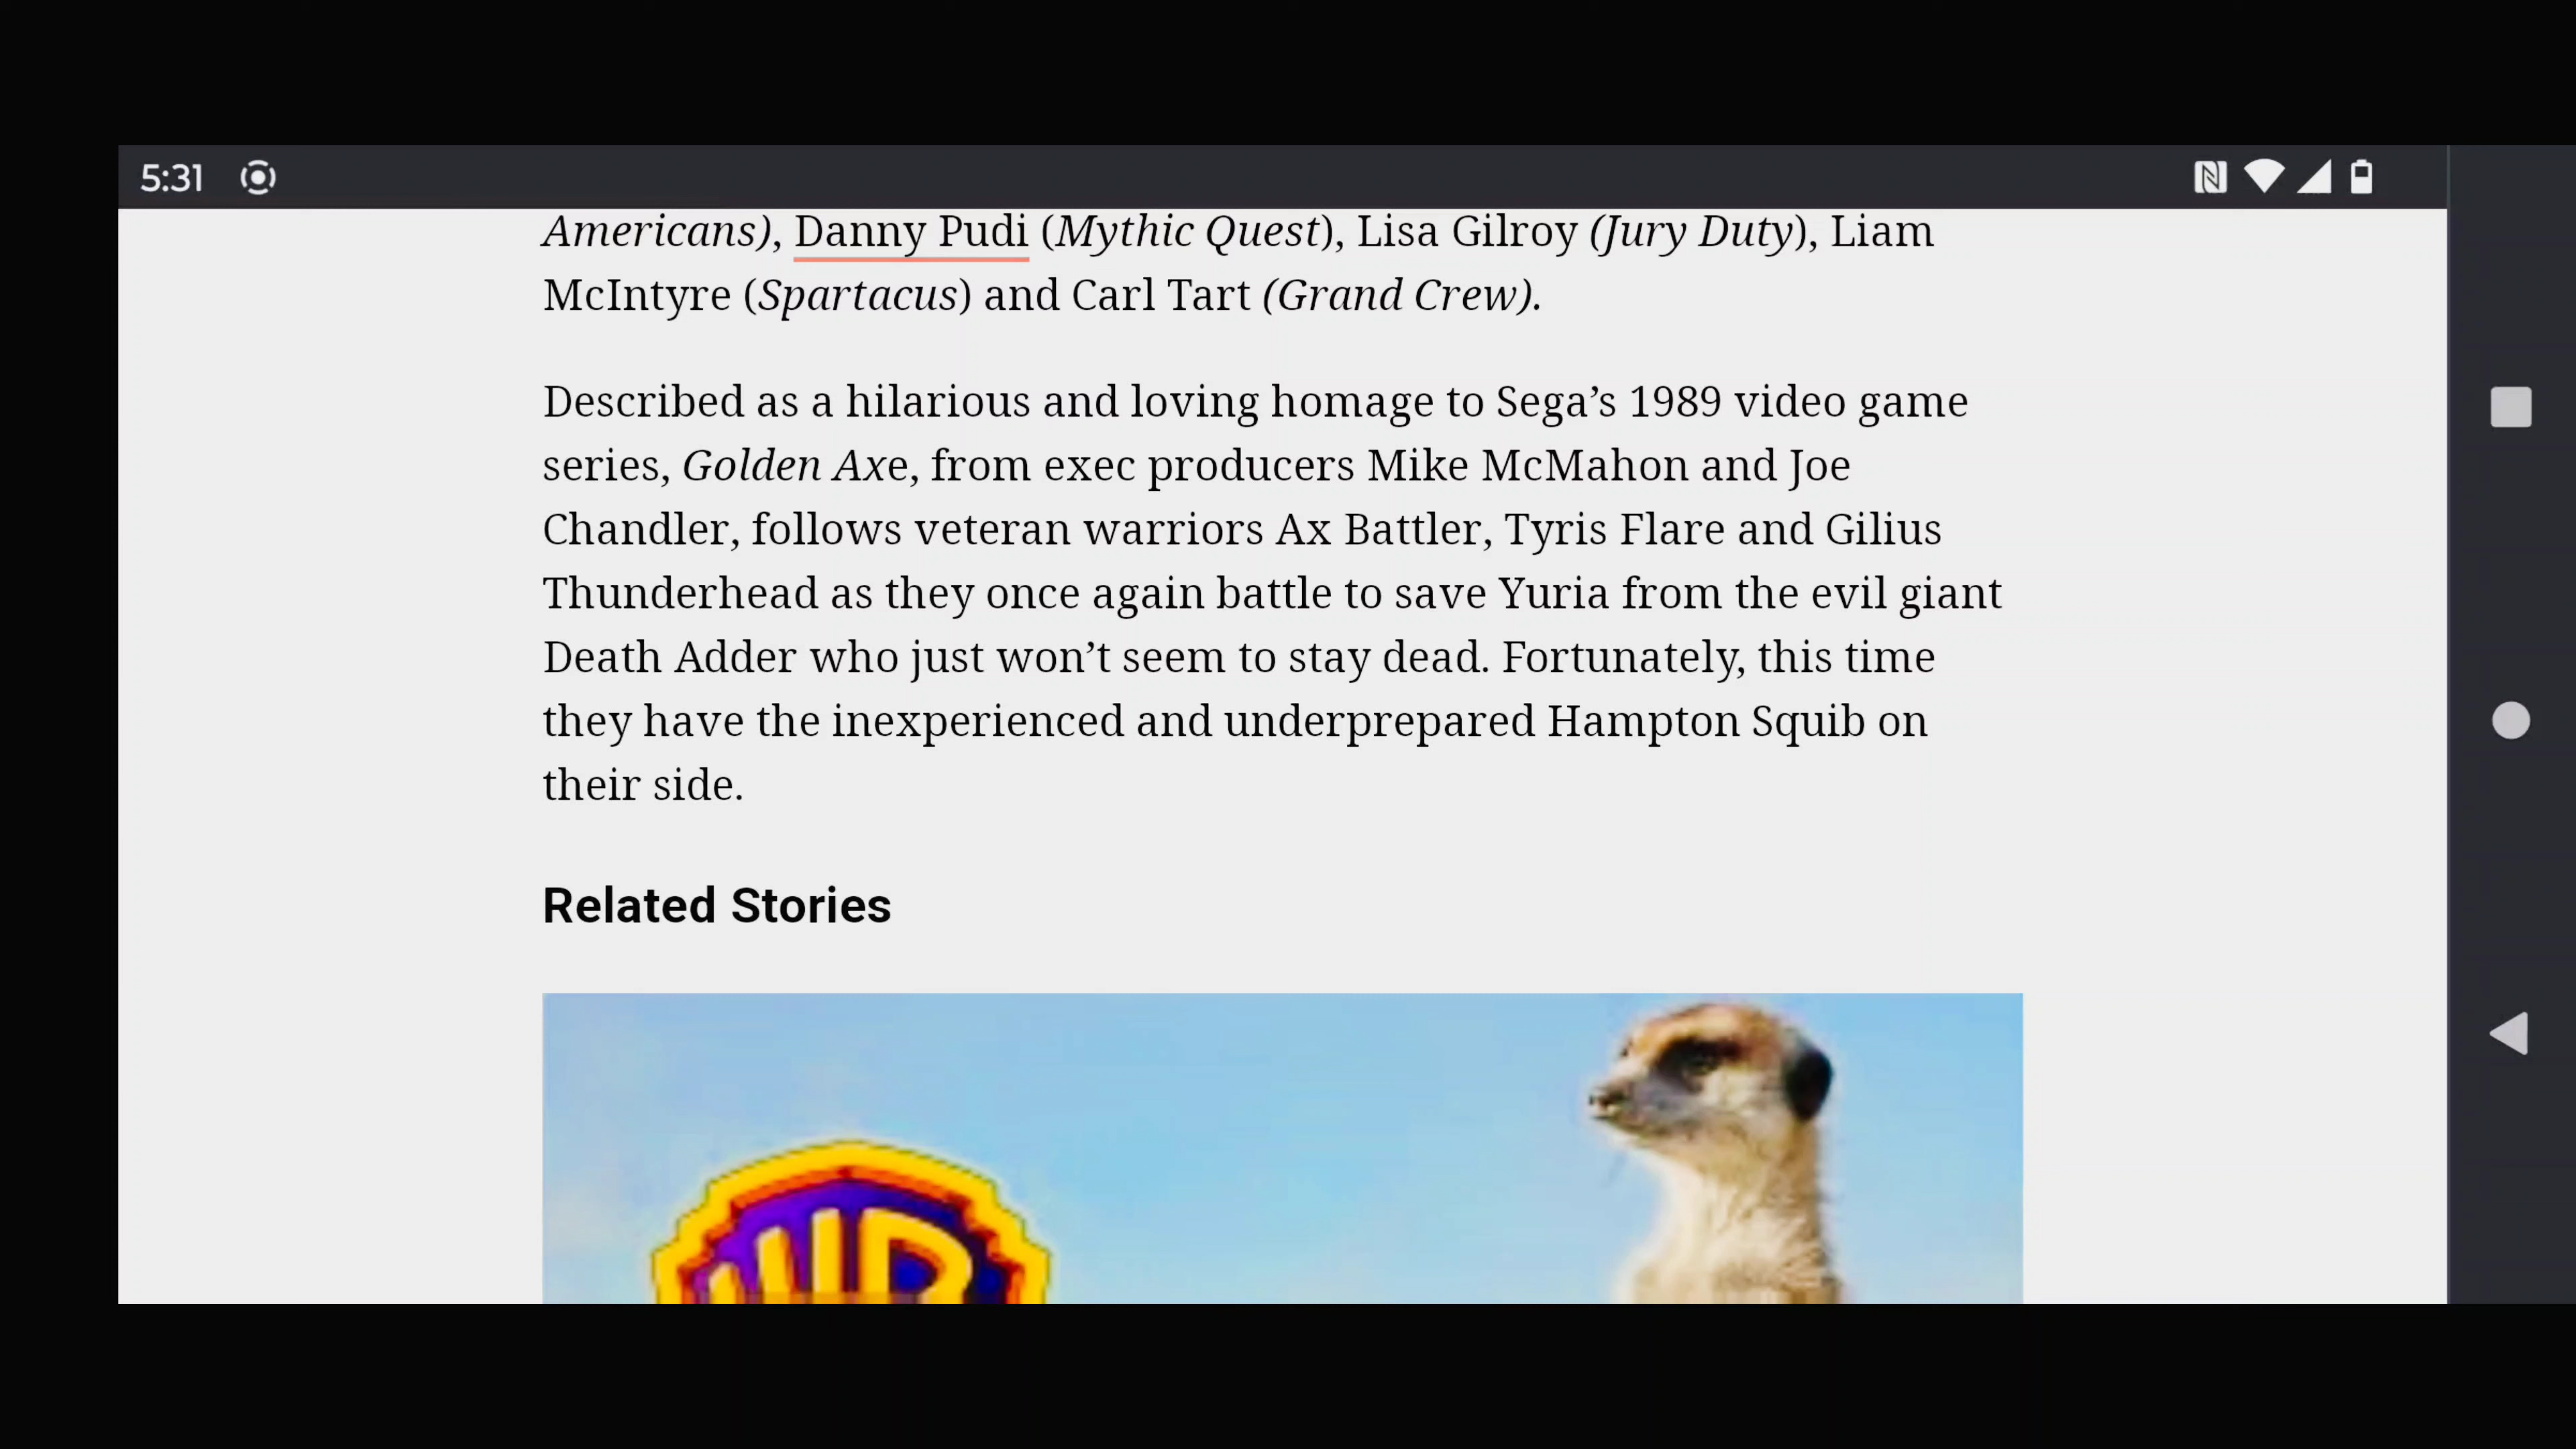 5:31
Americans), Danny Pudi (Mythic Quest), Lisa Gilroy (Jury Duty), Liam
McIntyre (Spartacus) and Carl Tart (Grand Crew).
Described as a hilarious and loving homage to Sega’s 1989 video game
series, Golden Axe, from exec producers Mike McMahon and Joe
Chandler, follows veteran warriors Ax Battler, Tyris Flare and Gilius
Thunderhead as they once again battle to save Yuria from the evil giant
Death Adder who just won’t seem to stay dead. Fortunately, this time
they have the inexperienced and underprepared Hampton Squib on
their side.
Related Stories
WB